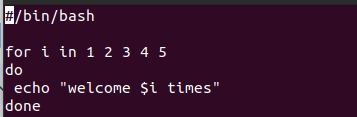 #/bin/bash
for i in 1 2 3 4 5
do
echo "welcome $i times"
done